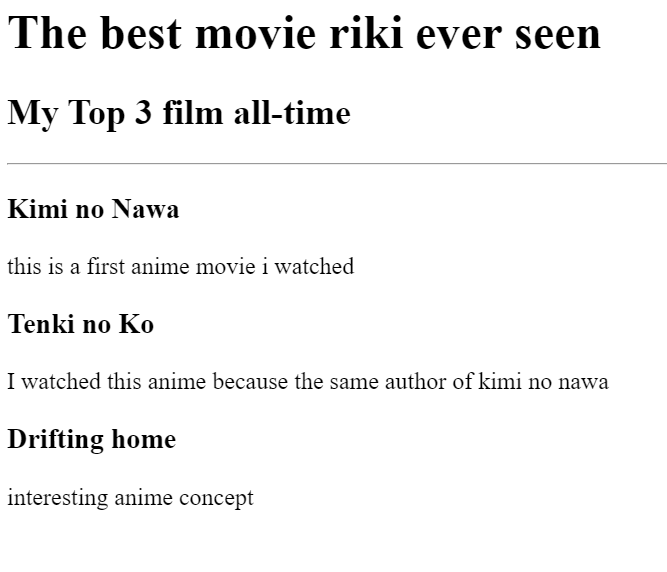 The best movie riki ever seen
My Top 3 film all-time
Kimi no Nawa
this is a first anime movie i watched
Tenki no Ko
I watched this anime because the same author of kimi no nawa
Drifting home
interesting anime concept